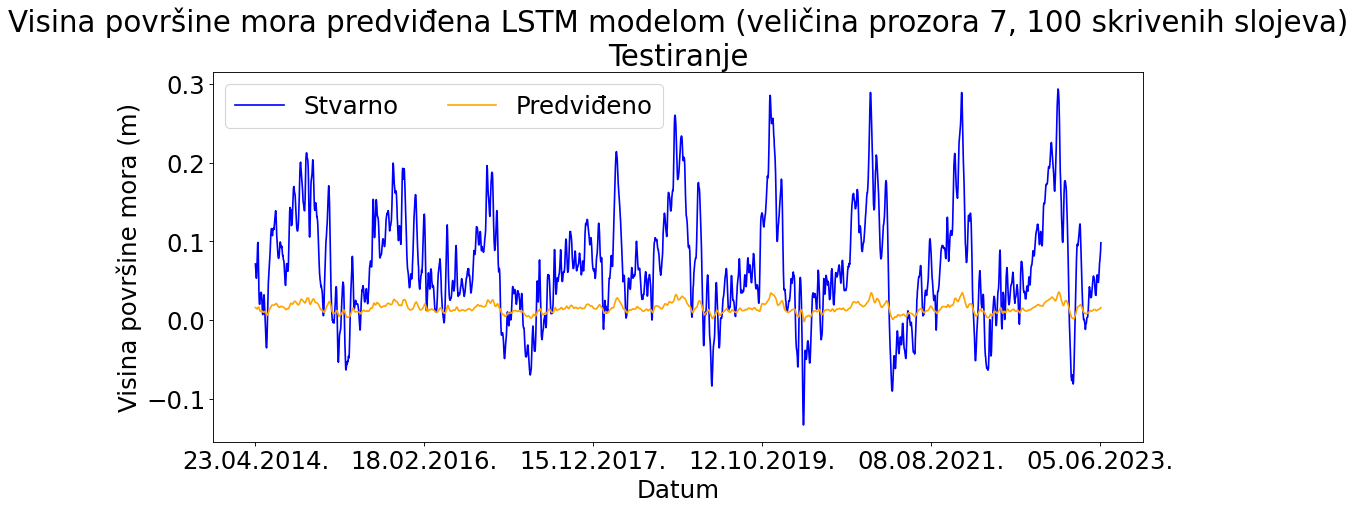 Visina površine mora predviđena LSTM modelom (veličina prozora 7, 100 skrivenih slojeva)
Testiranje
Stvarno
Predviđeno
Visina površine mora (m)
0.3
0.2
0.1
0.0
−0.1
23.04.2014.
18.02.2016.
15.12.2017.
12.10.2019.
08.08.2021.
05.06.2023.
Datum